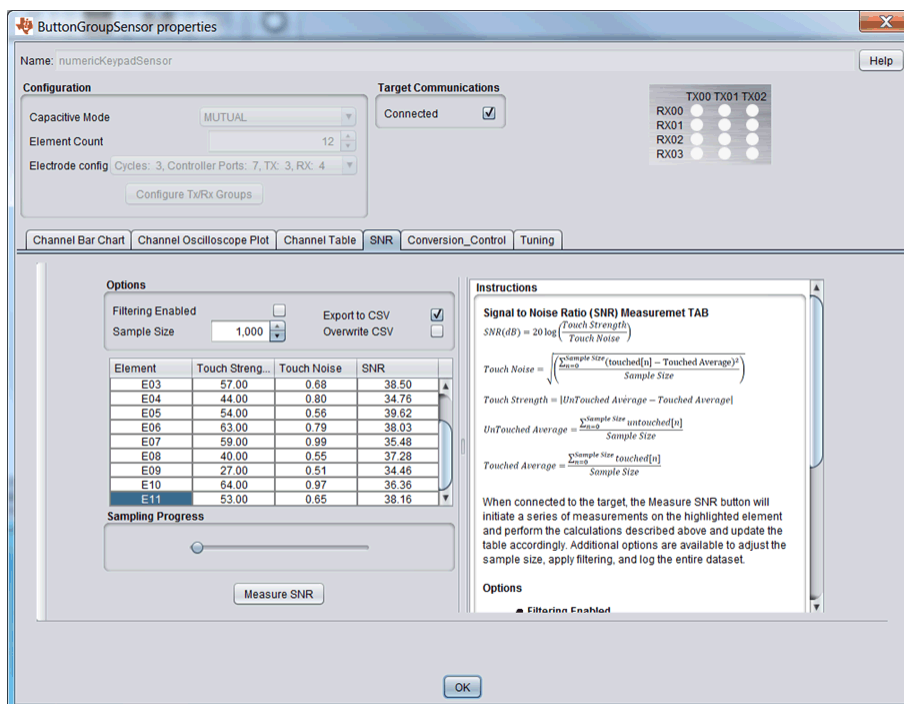 ButtonGroupSensor properties
Name: numericKeypadSensor
Help
Configuration
Capacitive Mode MUTUAL
Element Count 12
Electrode config Cycles: 3, Controller Ports: 7, TX: 3, RX: 4
Configure Tx/Rx Groups
Target Communications
Connected
TX00 TX01 TX02
RX00
RX01
RX02
RX03
Channel Bar Chart Channel Oscilloscope Plot Channel Table SNR Conversion_Control Tuning
Options
Filtering Enabled Export to CSV
Sample Size 1,000 Overwrite CSV
Element Touch Streng... Touch Noise SNR
E03 57.00 0.68 38.50
E04 44.00 0.80 34.76
E05 54.00 0.56 39.62
E06 63.00 0.79 38.03
E07 59.00 0.99 35.48
E08 40.00 0.55 37.28
E09 27.00 0.51 34.46
E10 64.00 0.97 36.36
E11 53.00 0.65 38.16
Sampling Progress
Measure SNR
Instructions
Signal to Noise Ratio (SNR) Measuremet TAB
SNR(dB) = 20 log(Touch Strength / Touch Noise)
Touch Noise = √((∑_{n=0}^{Sample Size}(touched[n] − Touched Average)²) / Sample Size)
Touch Strength = |UnTouched Average − Touched Average|
UnTouched Average = ∑_{n=0}^{Sample Size} untouched[n] / Sample Size
Touched Average = ∑_{n=0}^{Sample Size} touched[n] / Sample Size
When connected to the target, the Measure SNR button will
initiate a series of measurements on the highlighted element
and perform the calculations described above and update the
table accordingly. Additional options are available to adjust the
sample size, apply filtering, and log the entire dataset.
Options
• Filtering Enabled
OK